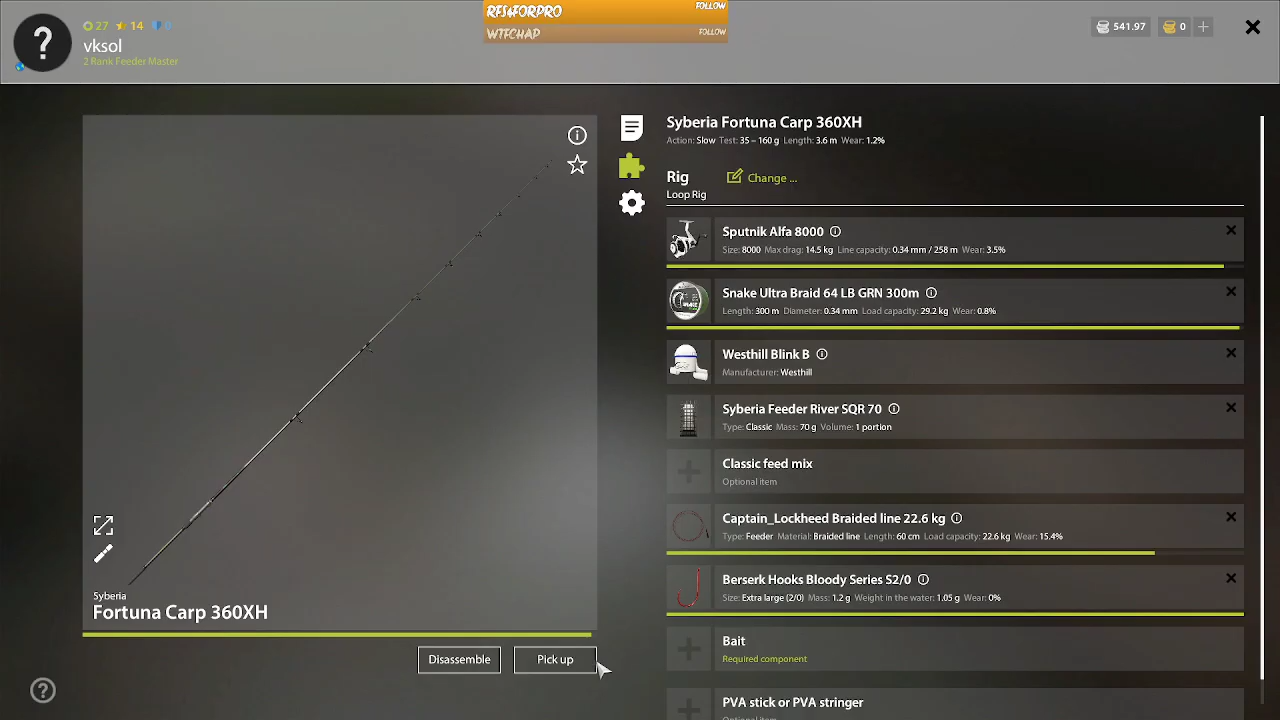 27 14 0
vksol
2 Rank Feeder Master
RFS4FORPRO FOLLOW
WTFCHAP FOLLOW
541.97 0
Syberia
Fortuna Carp 360XH
Disassemble Pick up
Syberia Fortuna Carp 360XH
Action: Slow Test: 35 – 160 g Length: 3.6 m Wear: 1.2%
Rig Change ...
Loop Rig
Sputnik Alfa 8000
Size: 8000 Max drag: 14.5 kg Line capacity: 0.34 mm / 258 m Wear: 3.5%
Snake Ultra Braid 64 LB GRN 300m
Length: 300 m Diameter: 0.34 mm Load capacity: 29.2 kg Wear: 0.8%
Westhill Blink B
Manufacturer: Westhill
Syberia Feeder River SQR 70
Type: Classic Mass: 70 g Volume: 1 portion
Classic feed mix
Optional item
Captain_Lockheed Braided line 22.6 kg
Type: Feeder Material: Braided line Length: 60 cm Load capacity: 22.6 kg Wear: 15.4%
Berserk Hooks Bloody Series S2/0
Size: Extra large (2/0) Mass: 1.2 g Weight in the water: 1.05 g Wear: 0%
Bait
Required component
PVA stick or PVA stringer
Optional item